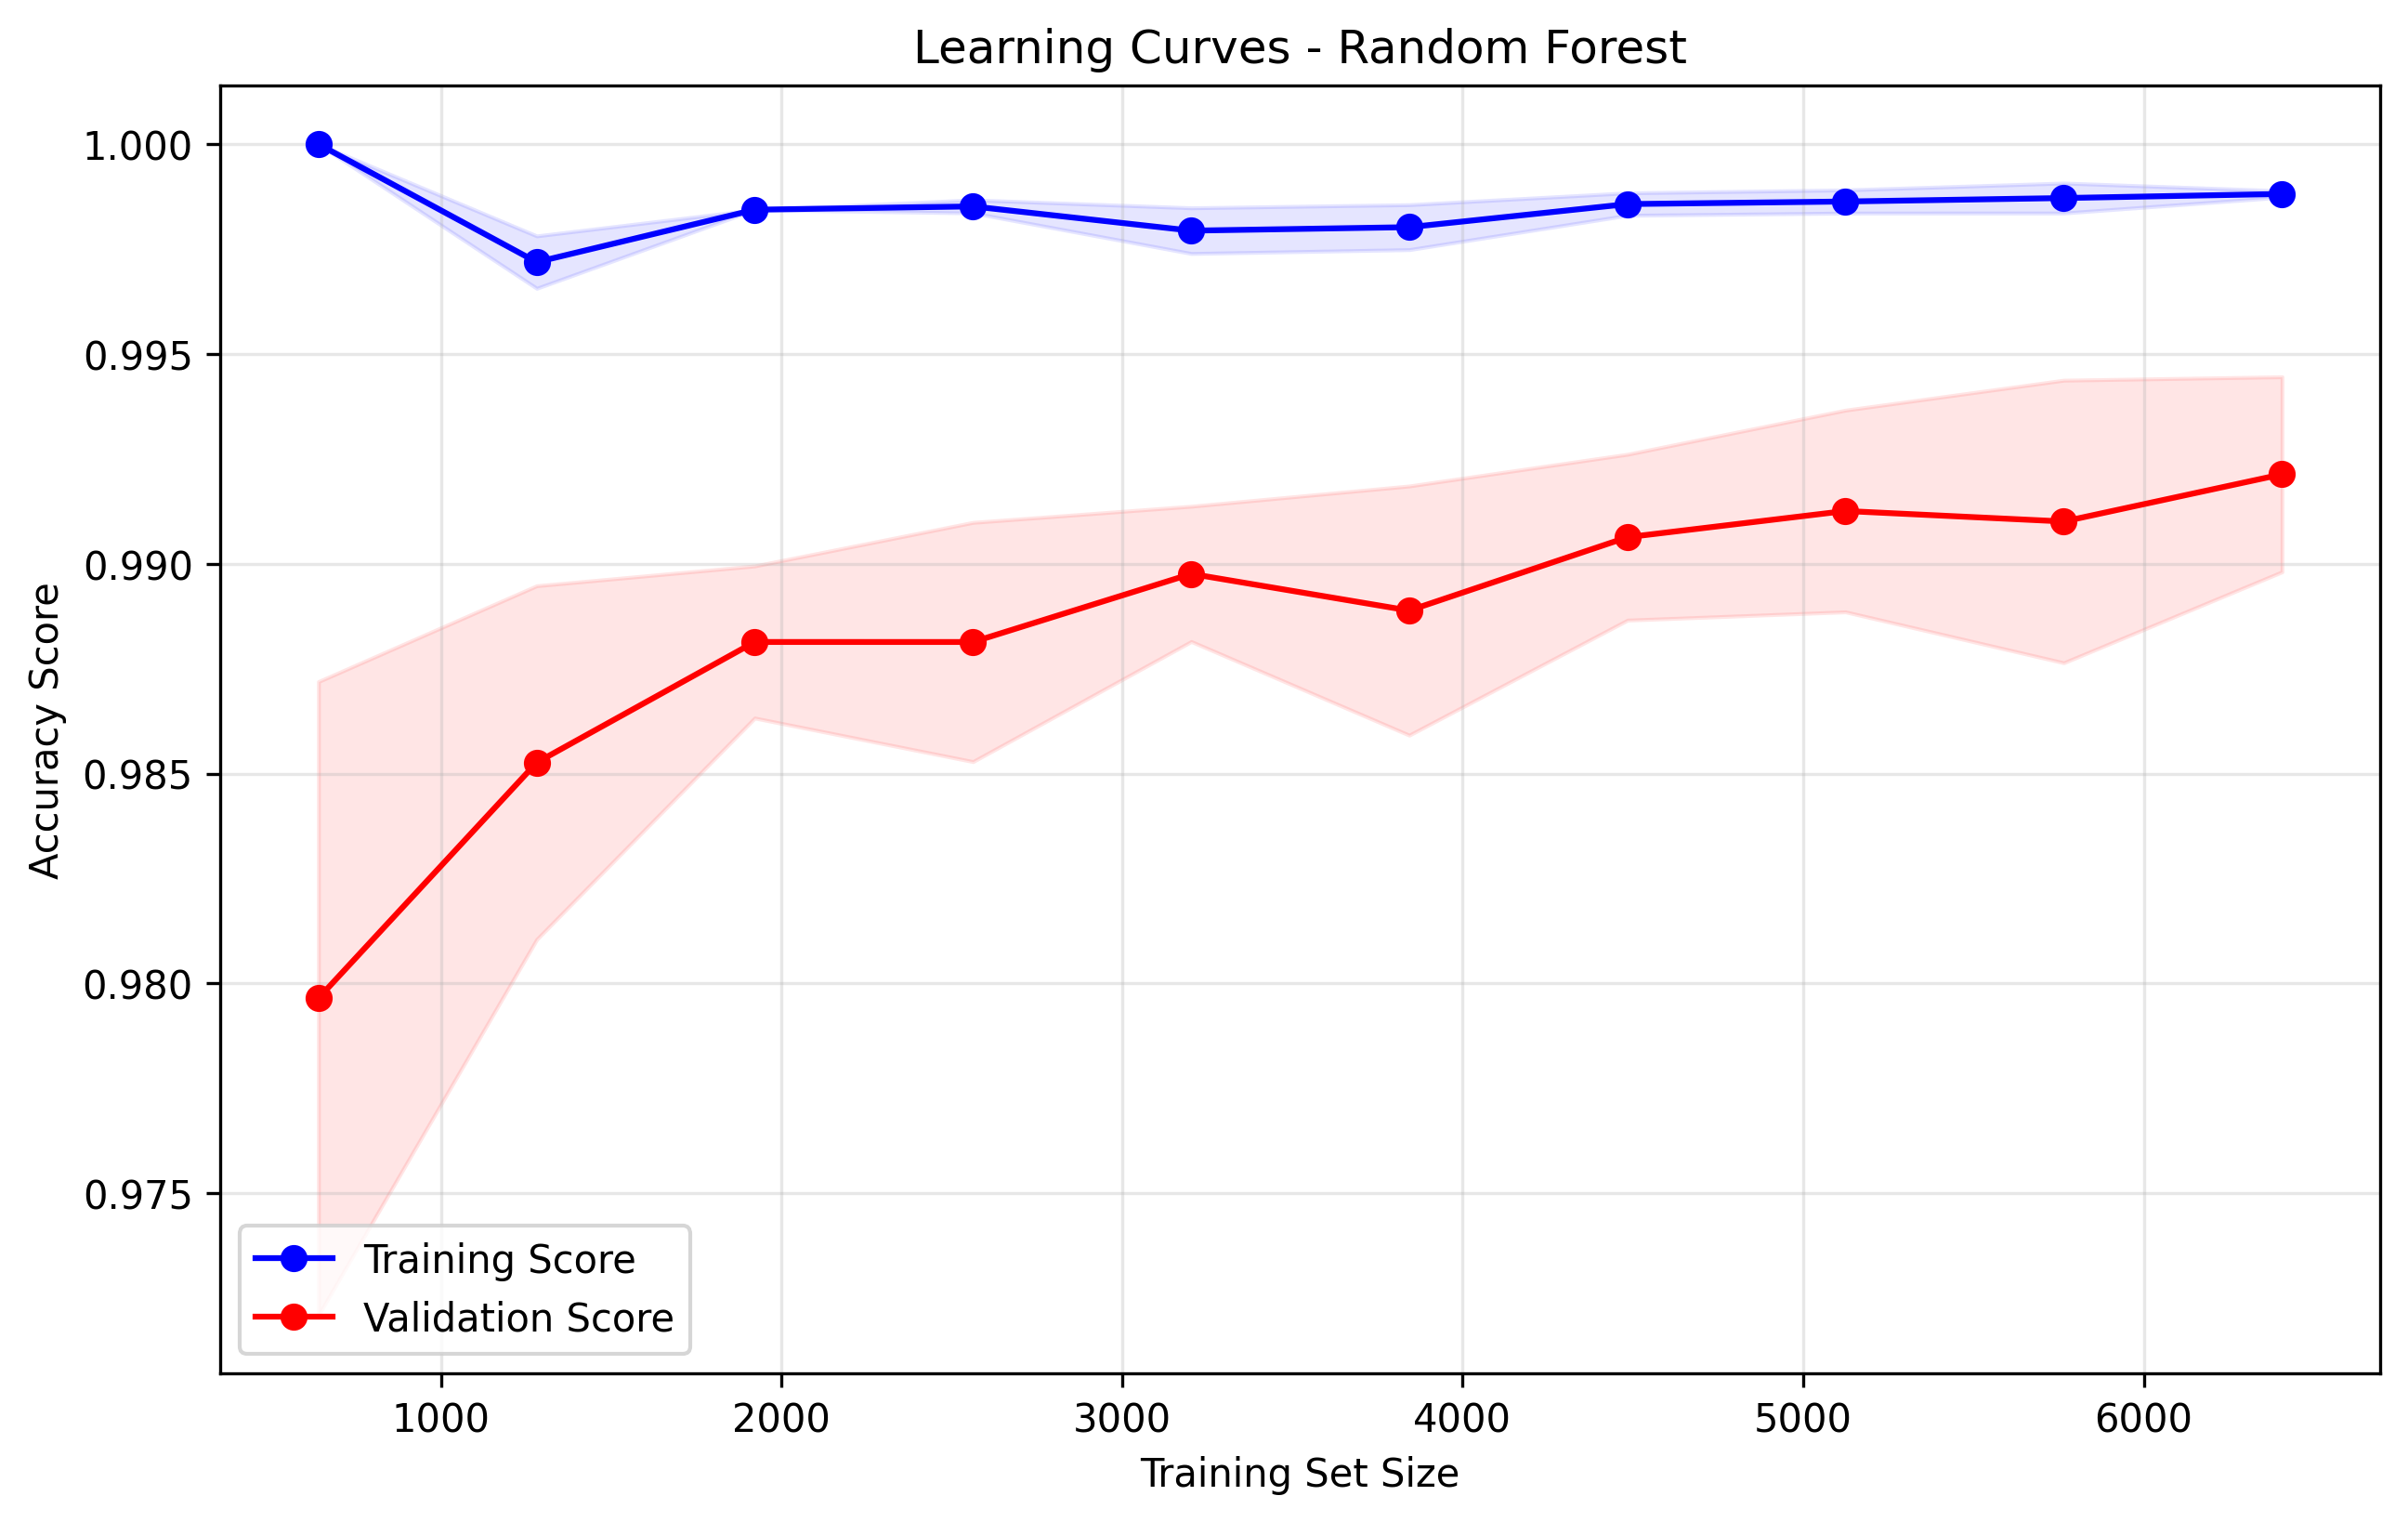 Learning Curves - Random Forest
1.000
0.995
0.990
0.985
0.980
0.975
Accuracy Score
Training Score
Validation Score
1000 2000 3000 4000 5000 6000
Training Set Size